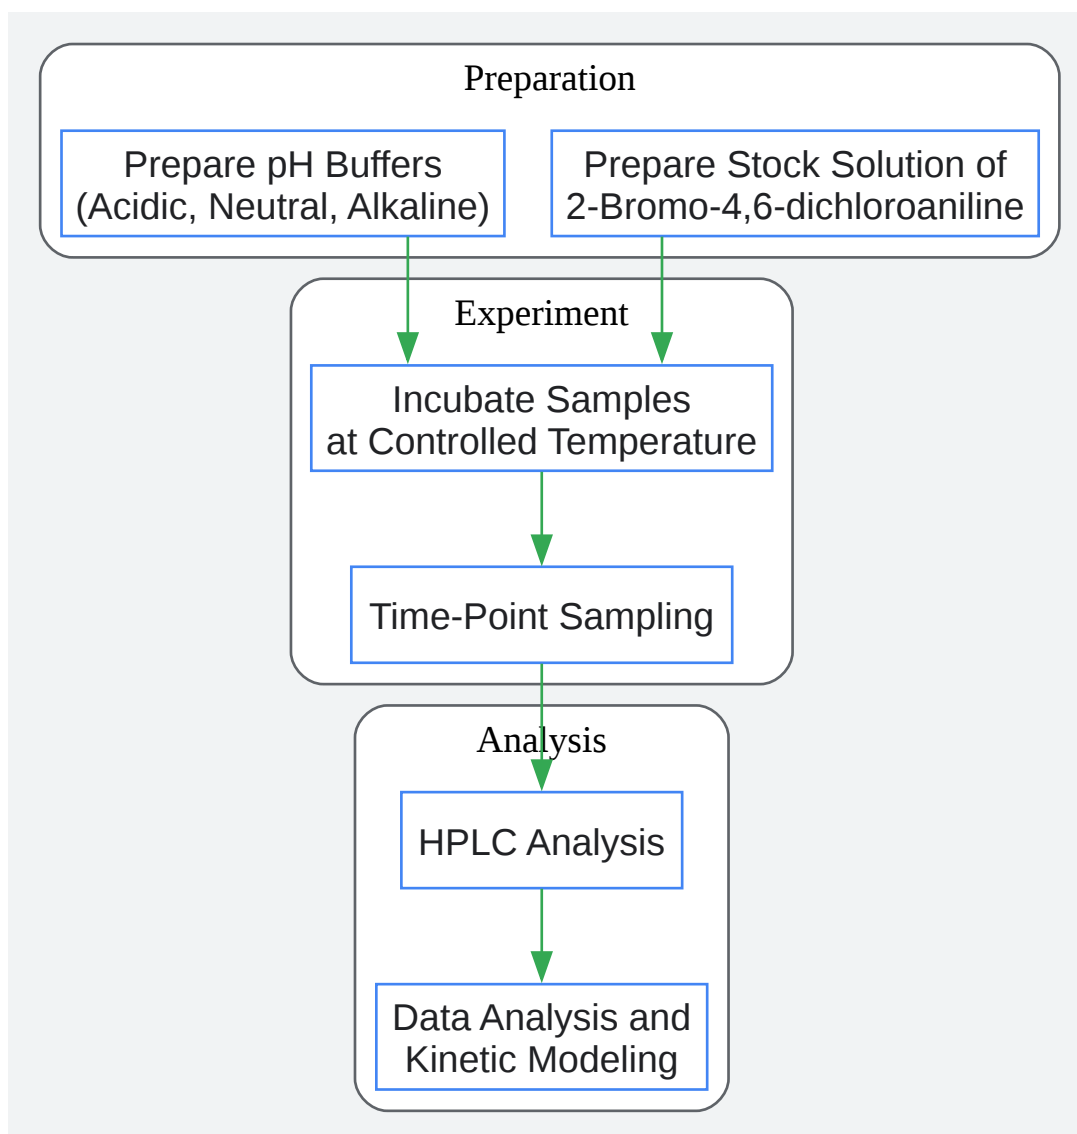 Preparation
Prepare pH Buffers
(Acidic, Neutral, Alkaline)
Prepare Stock Solution of
2-Bromo-4,6-dichloroaniline
Experiment
Incubate Samples
at Controlled Temperature
Time-Point Sampling
Analysis
HPLC Analysis
Data Analysis and
Kinetic Modeling